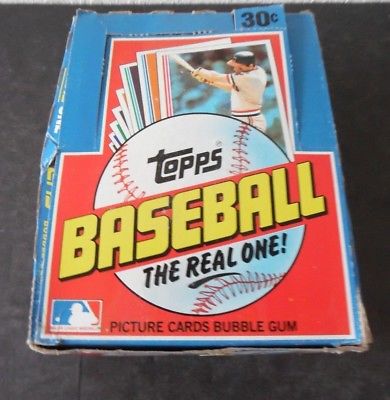 30¢
topps
BASEBALL
THE REAL ONE!
PICTURE CARDS BUBBLE GUM